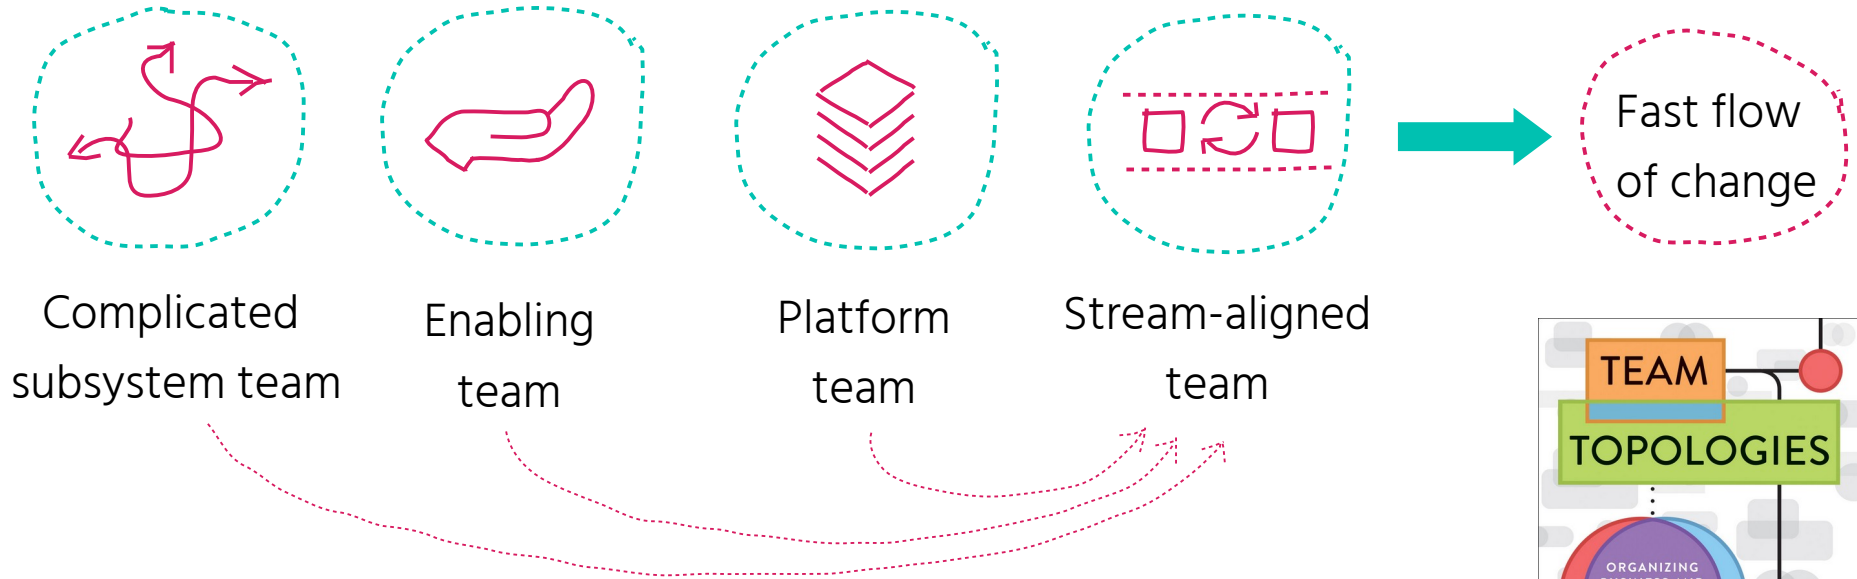 Complicated
subsystem team
Enabling
team
Platform
team
Stream-aligned
team
Fast flow
of change
TEAM
TOPOLOGIES
ORGANIZING